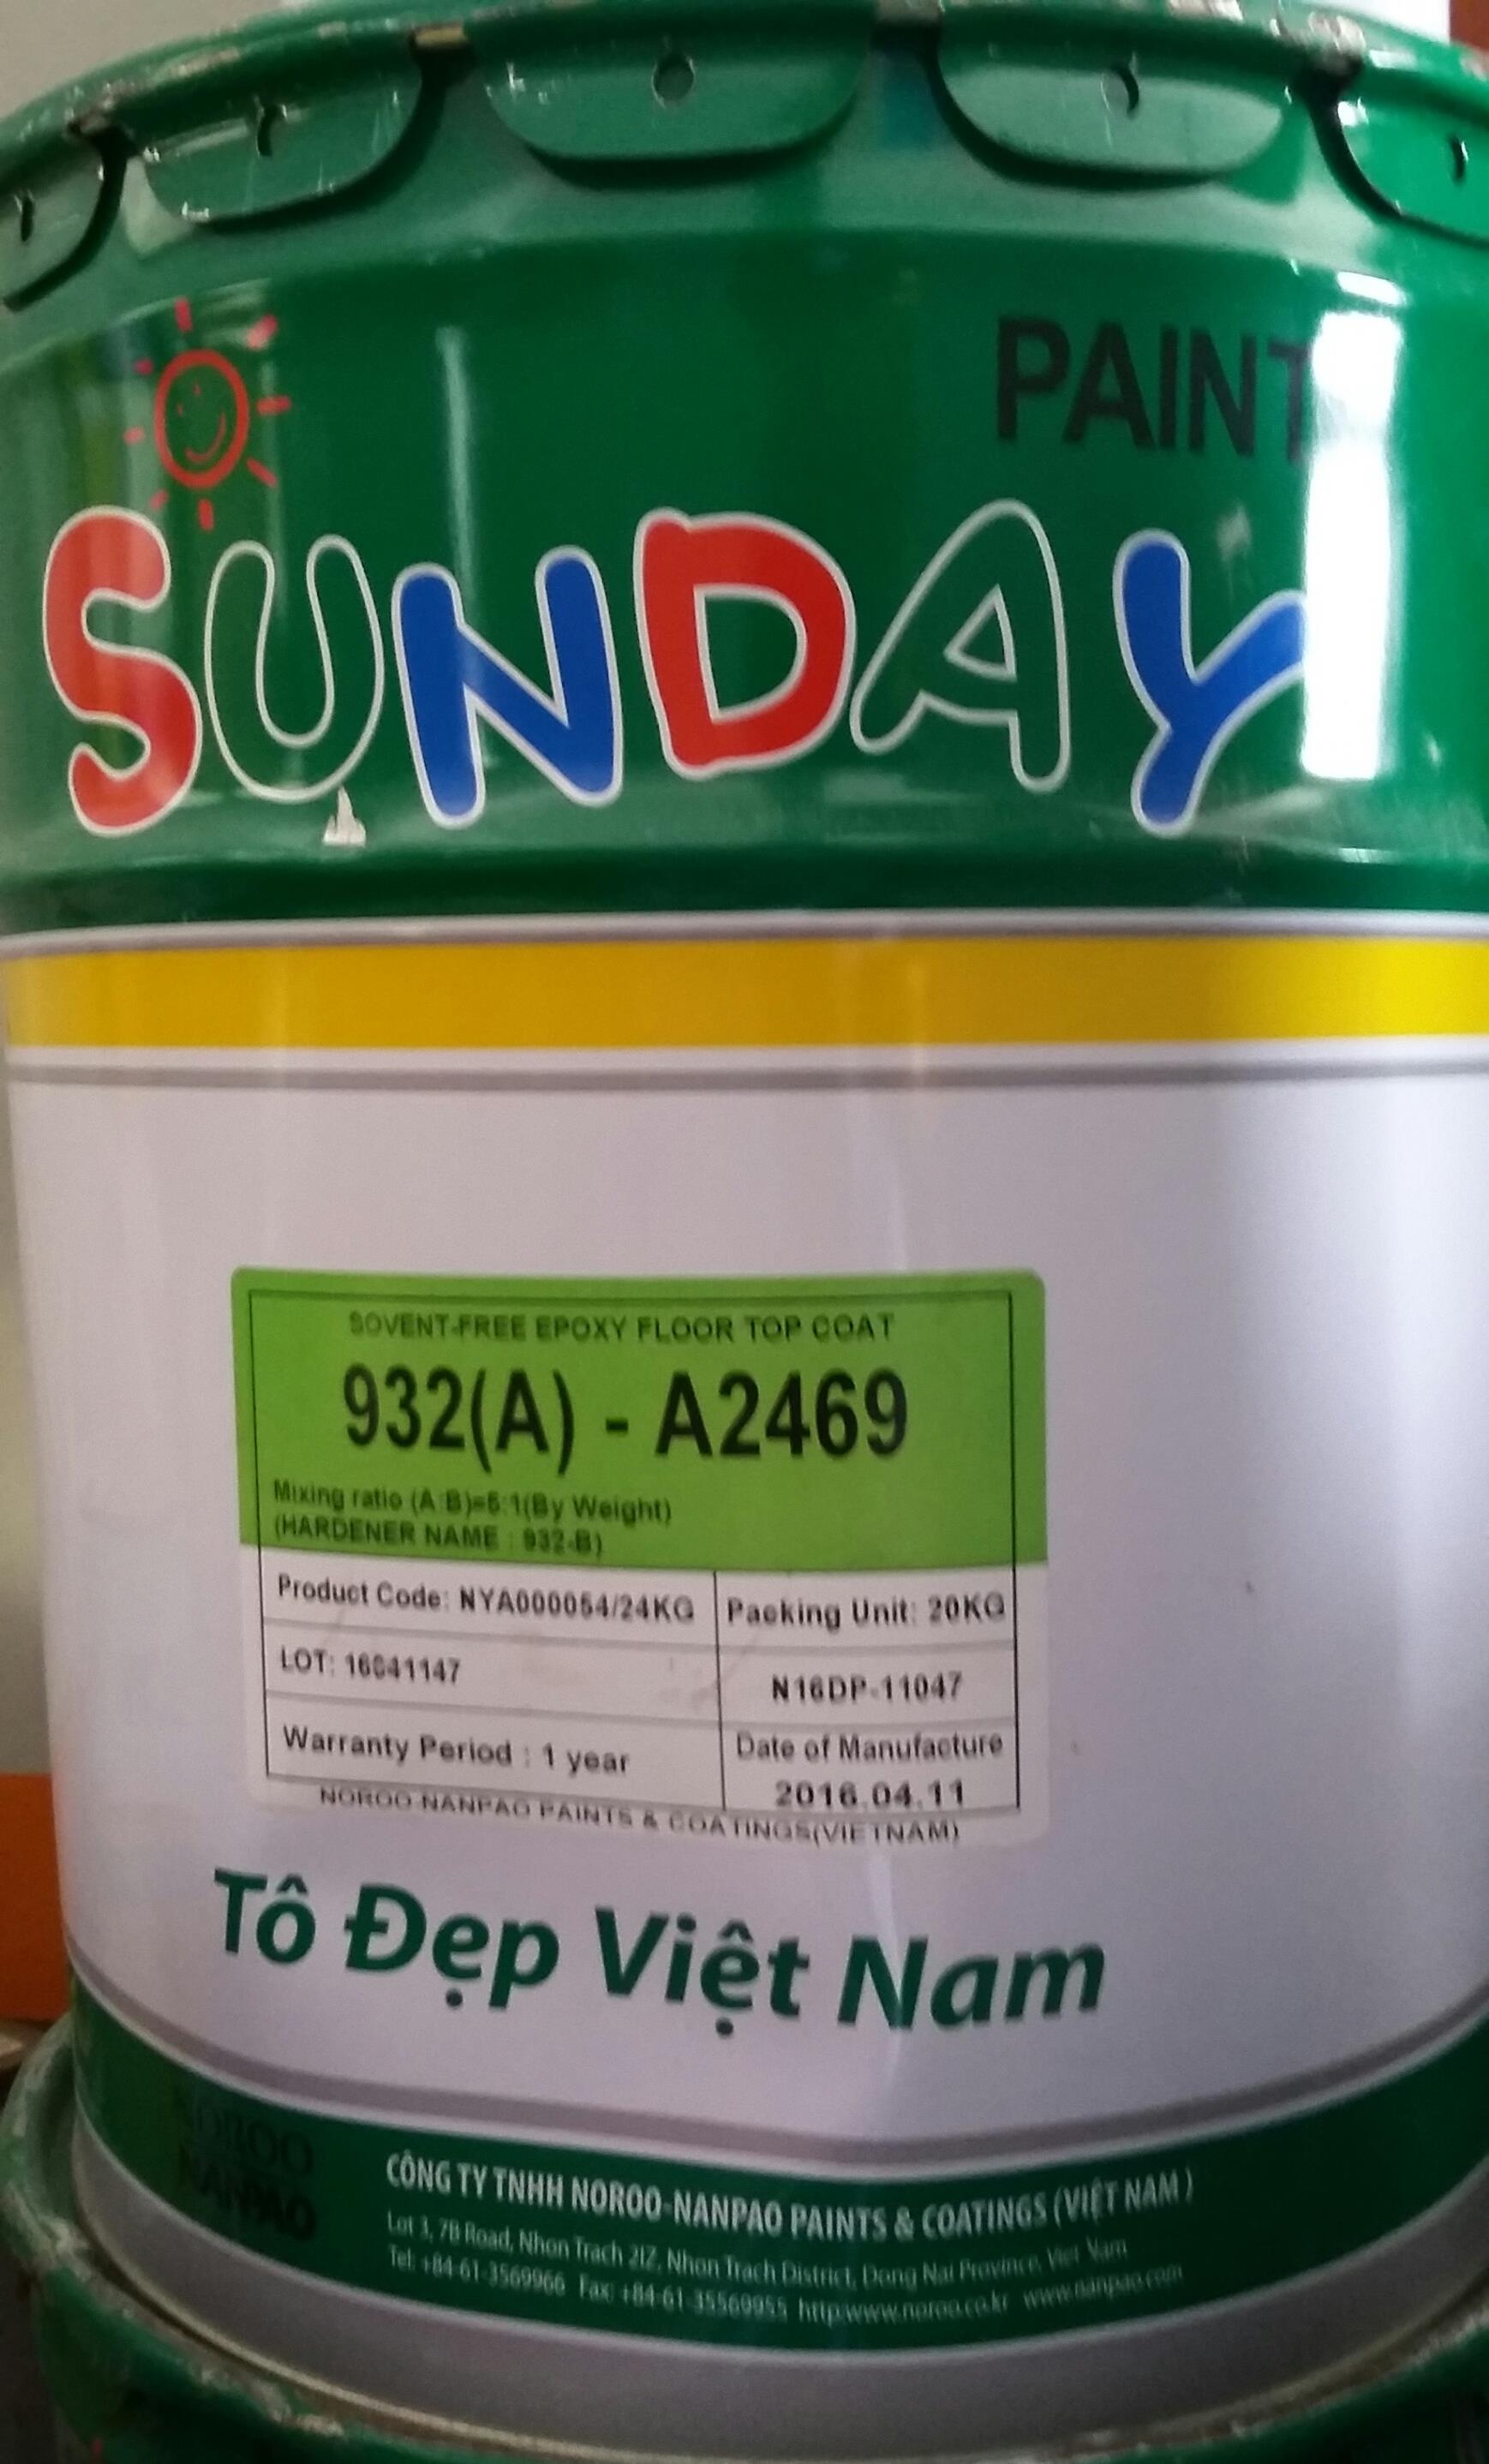 PAINT
SUNDAY
SOVENT-FREE EPOXY FLOOR TOP COAT
932(A) - A2469
Mixing ratio (A:B)=5:1(By Weight)
(HARDENER NAME : 932-B)
Product Code: NYA000054/24KG
Packing Unit: 20KG
LOT: 16041147
N16DP-11047
Warranty Period : 1 year
Date of Manufacture
2016.04.11
NOROO-NANPAO PAINTS & COATINGS(VIETNAM)
Tô Đẹp Việt Nam
NOROO
NANPAO
CÔNG TY TNHH NOROO-NANPAO PAINTS & COATINGS (VIỆT NAM )
Lot 3, 7B Road, Nhon Trach 2IZ, Nhon Trach District, Dong Nai Province, Viet Nam
Tel: +84-61-3569966 Fax: +84-61-35569955 http:www.noroo.co.kr www.nanpao.com